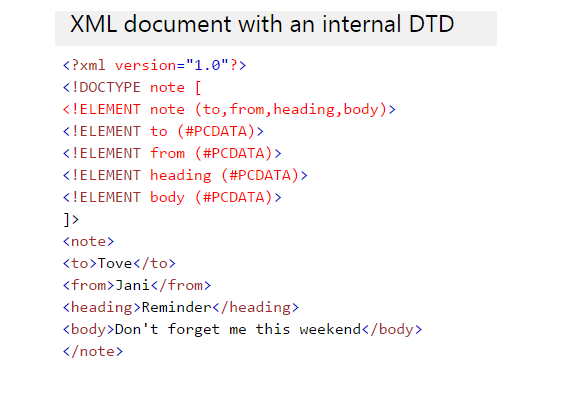 XML document with an internal DTD
<?xml version="1.0"?>
<!DOCTYPE note [
<!ELEMENT note (to,from,heading,body)>
<!ELEMENT to (#PCDATA)>
<!ELEMENT from (#PCDATA)>
<!ELEMENT heading (#PCDATA)>
<!ELEMENT body (#PCDATA)>
]>
<note>
<to>Tove</to>
<from>Jani</from>
<heading>Reminder</heading>
<body>Don't forget me this weekend</body>
</note>